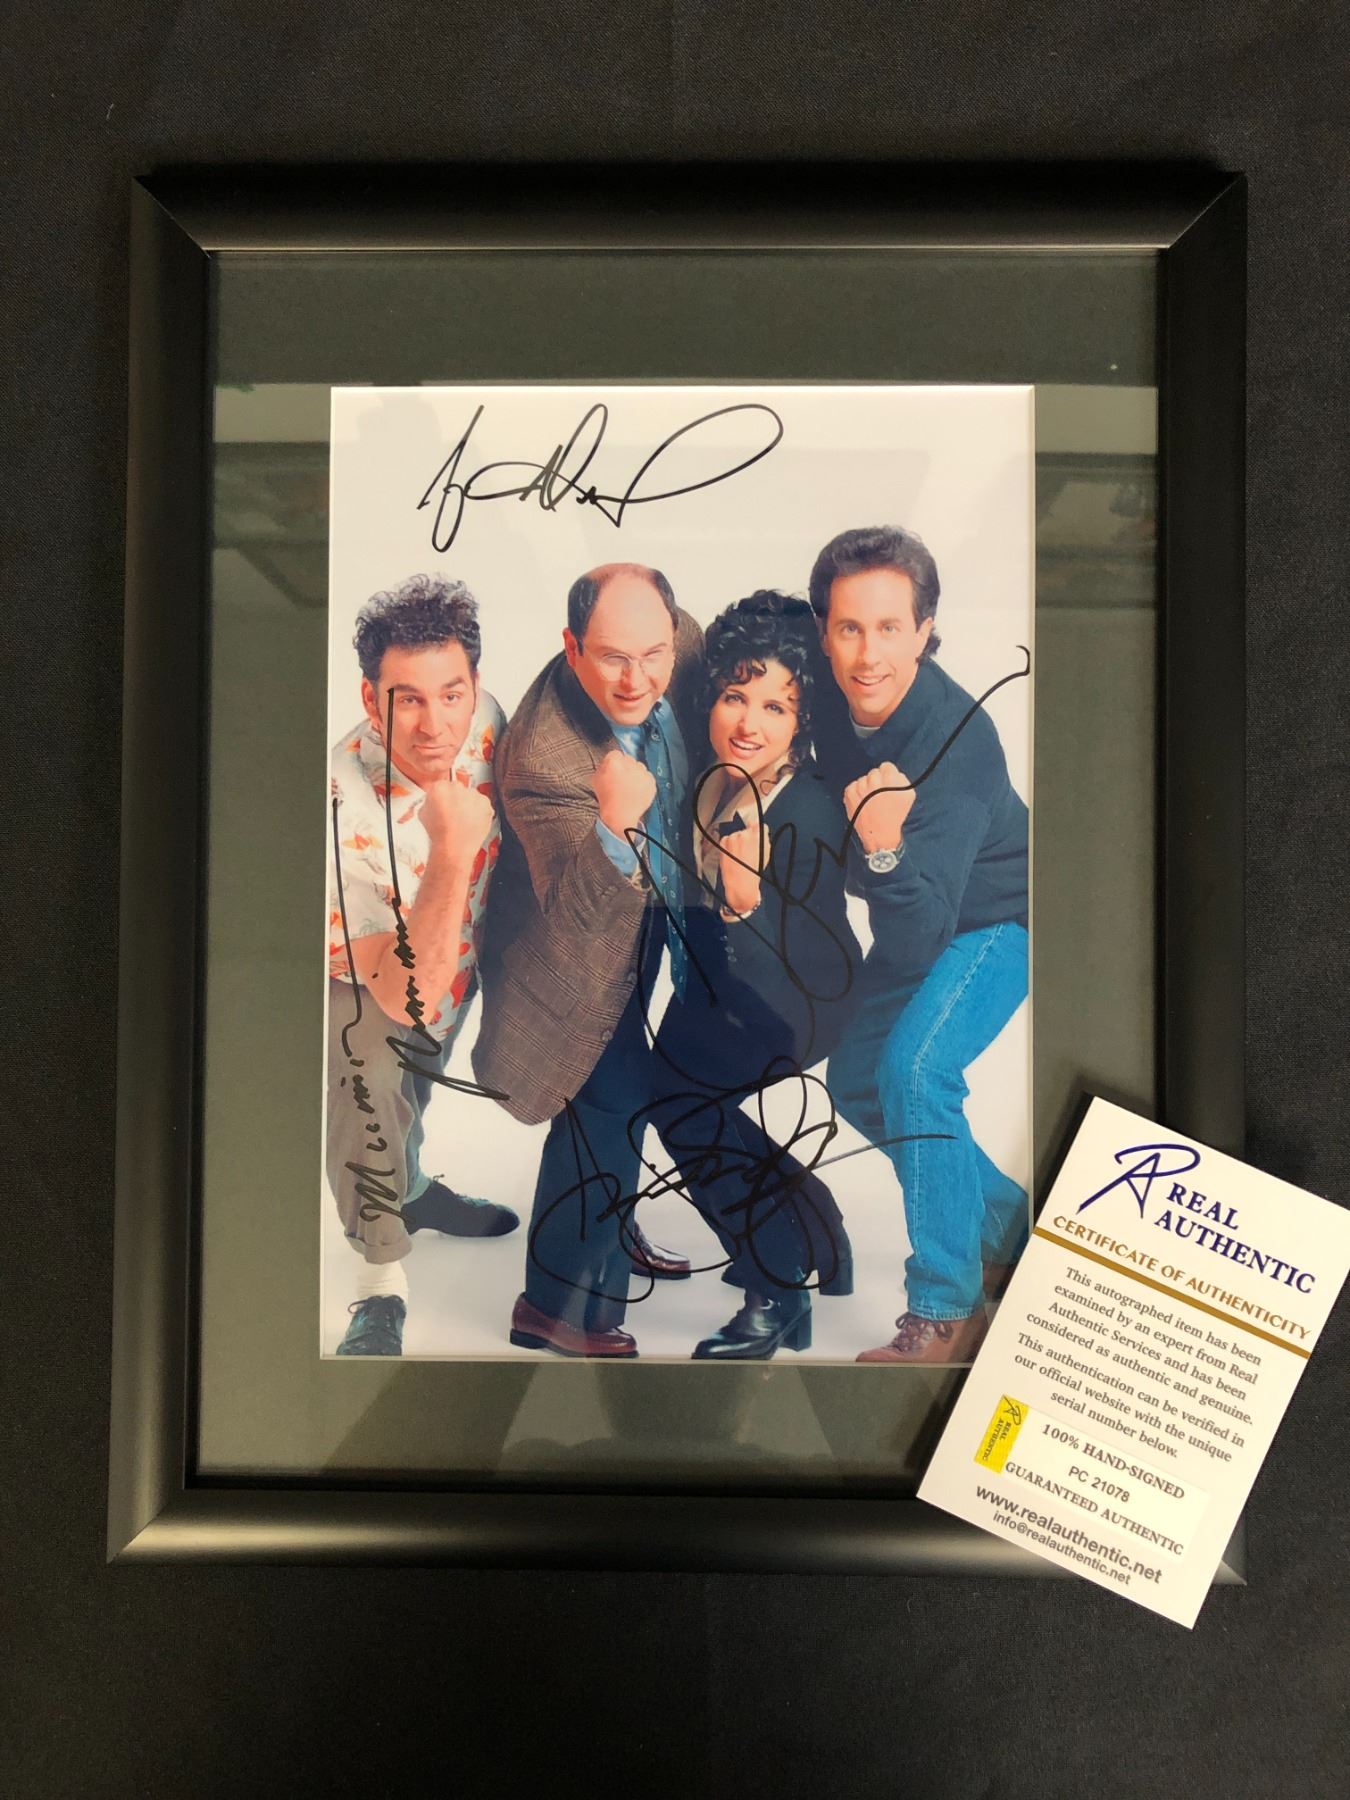 REAL
AUTHENTIC
CERTIFICATE OF AUTHENTICITY
This autographed item has been
examined by an expert from Real
Authentic Services and has been
considered as authentic and genuine.
This authentication can be verified in
our official website with the unique
serial number below.
REAL
AUTHENTIC
100% HAND-SIGNED
PC 21078
GUARANTEED AUTHENTIC
www.realauthentic.net
info@realauthentic.net